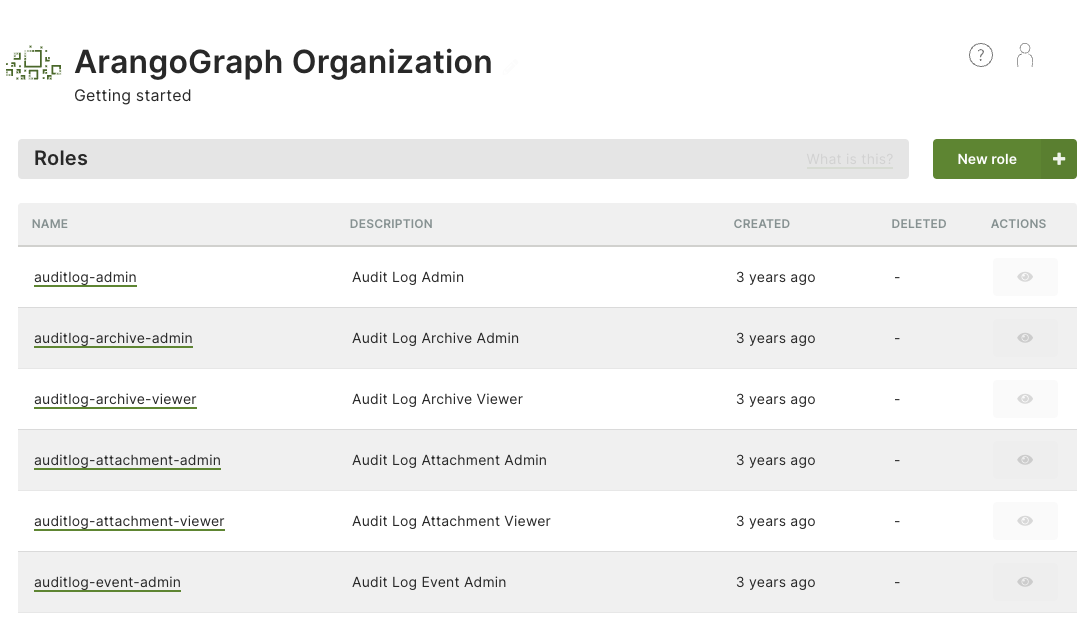 ArangoGraph Organization
Getting started
?
Roles What is this? New role +
NAME DESCRIPTION CREATED DELETED ACTIONS
auditlog-admin Audit Log Admin 3 years ago -
auditlog-archive-admin Audit Log Archive Admin 3 years ago -
auditlog-archive-viewer Audit Log Archive Viewer 3 years ago -
auditlog-attachment-admin Audit Log Attachment Admin 3 years ago -
auditlog-attachment-viewer Audit Log Attachment Viewer 3 years ago -
auditlog-event-admin Audit Log Event Admin 3 years ago -